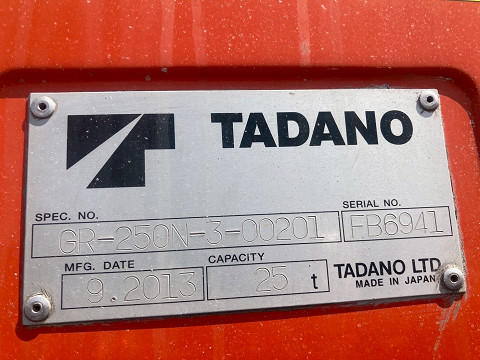 TADANO
SPEC. NO.
SERIAL NO.
GR-250N-3-00201
FB6941
MFG. DATE
CAPACITY
9.2013
25 t
TADANO LTD
MADE IN JAPAN